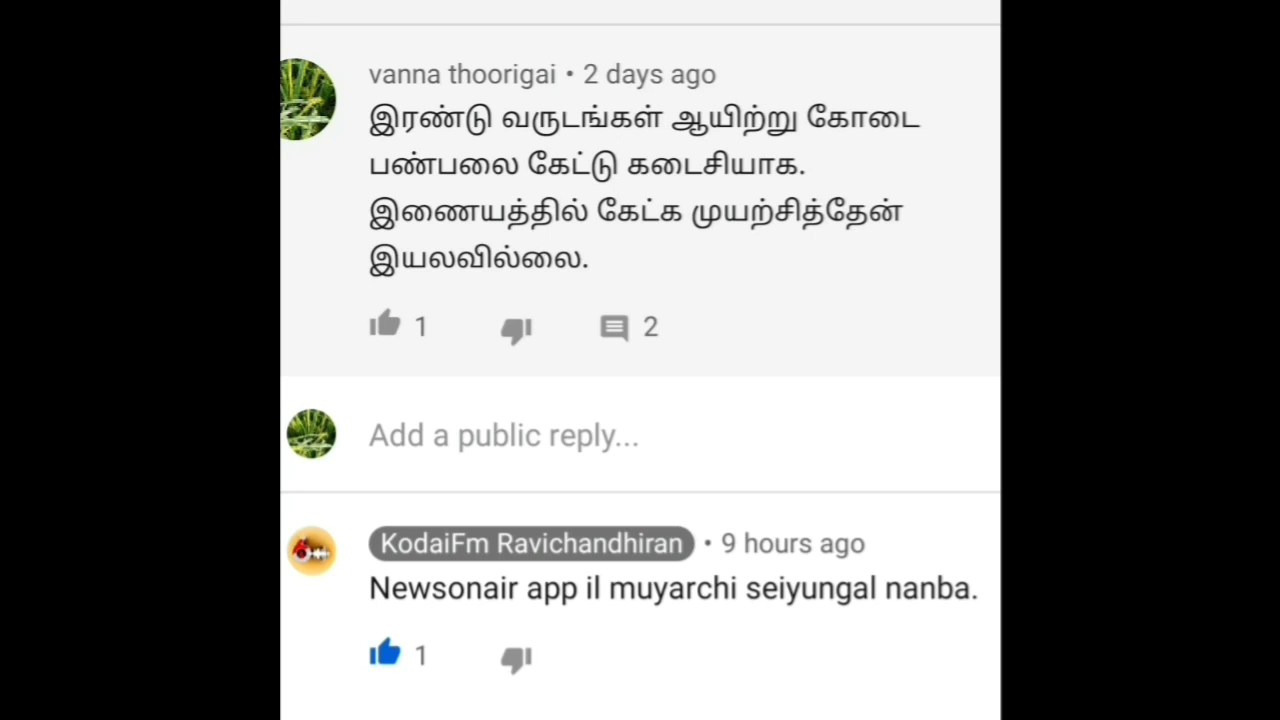 vanna thoorigai • 2 days ago
இரண்டு வருடங்கள் ஆயிற்று கோடை
பண்பலை கேட்டு கடைசியாக.
இணையத்தில் கேட்க முயற்சித்தேன்
இயலவில்லை.
1 2
Add a public reply...
KodaiFm Ravichandhiran • 9 hours ago
Newsonair app il muyarchi seiyungal nanba.
1